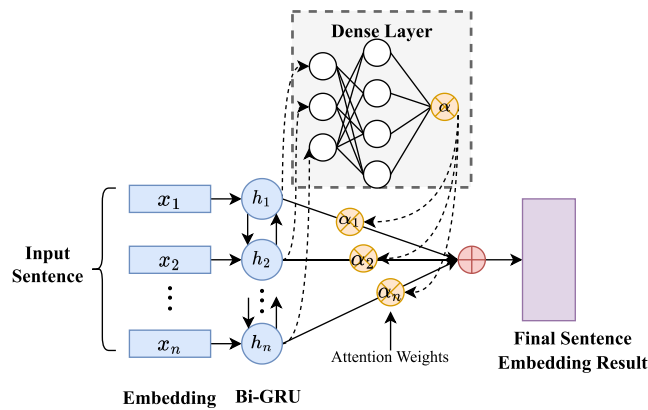 Dense Layer
α
x1
h1
α1
Input
Sentence
x2
h2
α2
αn
xn
hn
Attention Weights
Final Sentence
Embedding Result
Embedding
Bi-GRU